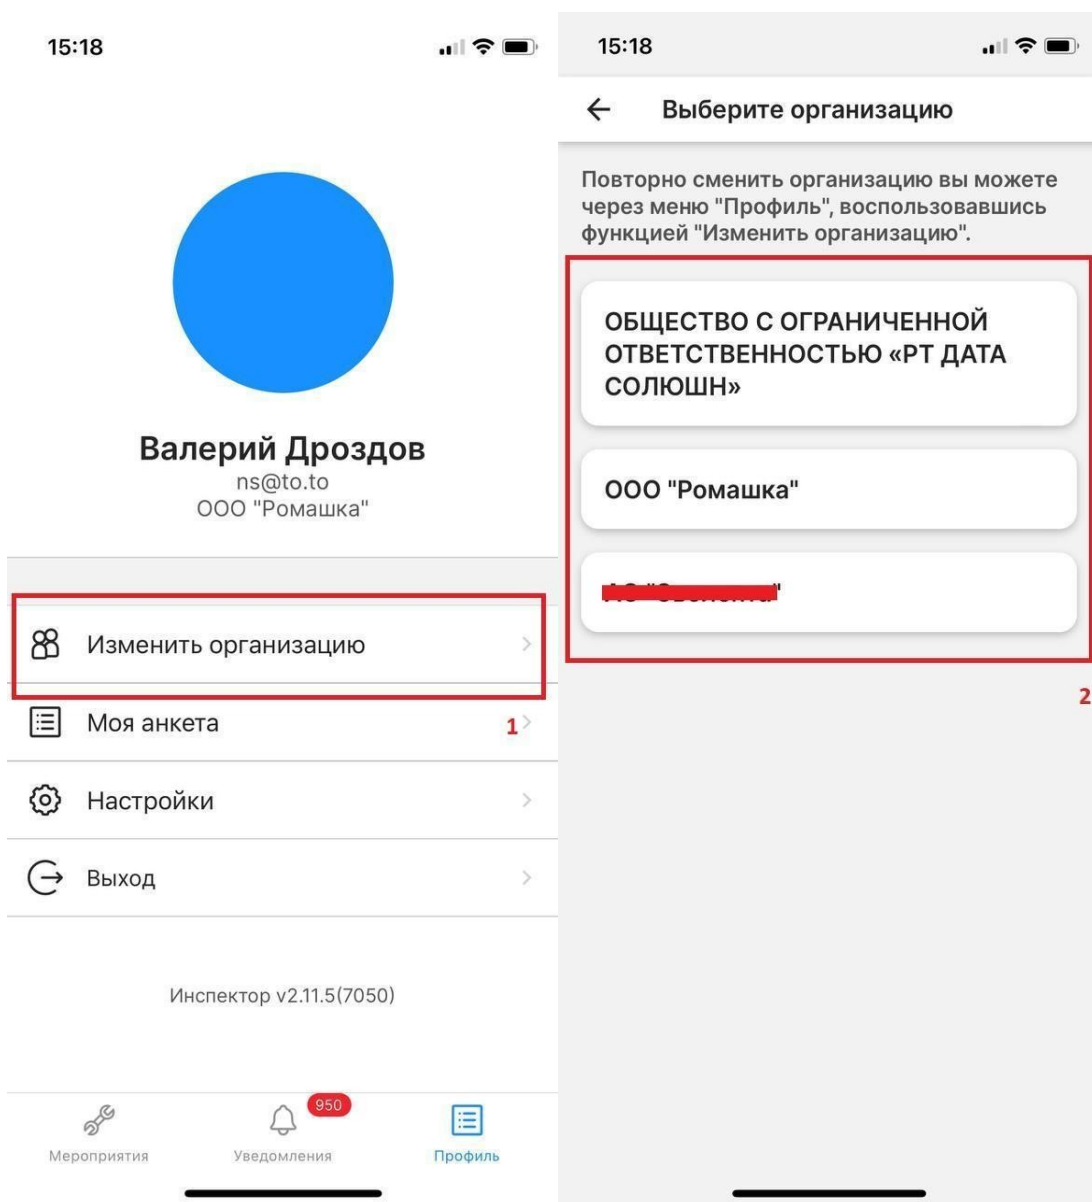 15:18
Валерий Дроздов
ns@to.to
ООО "Ромашка"
Изменить организацию
Моя анкета
1
Настройки
Выход
Инспектор v2.11.5(7050)
950
Мероприятия
Уведомления
Профиль
15:18
Выберите организацию
Повторно сменить организацию вы можете
через меню "Профиль", воспользовавшись
функцией "Изменить организацию".
ОБЩЕСТВО С ОГРАНИЧЕННОЙ
ОТВЕТСТВЕННОСТЬЮ «РТ ДАТА
СОЛЮШН»
ООО "Ромашка"
2